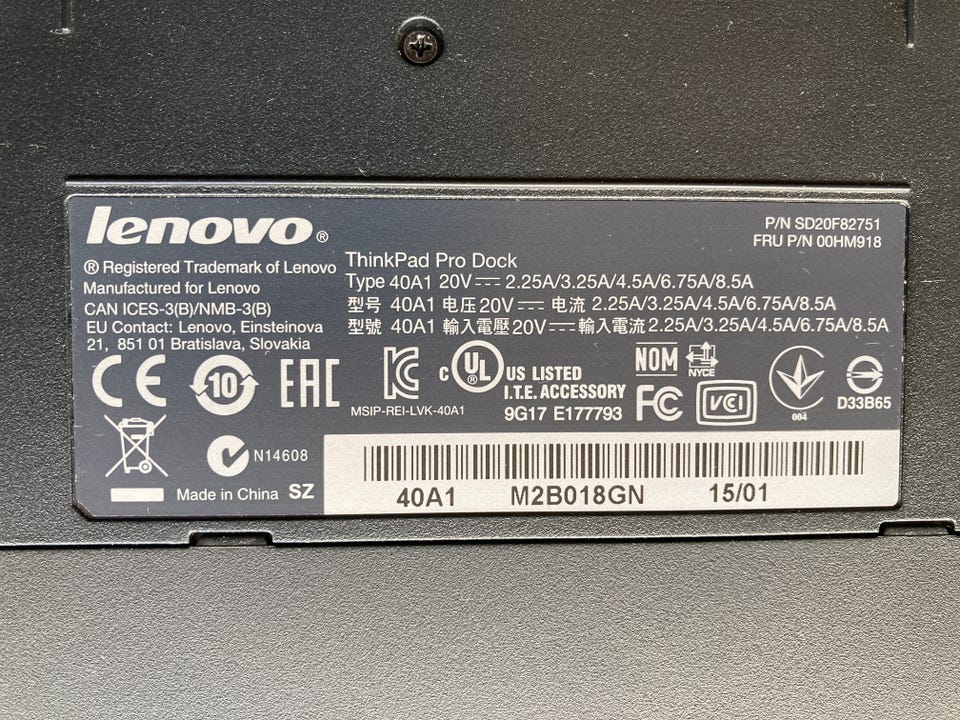 lenovo®
P/N SD20F82751
FRU P/N 00HM918
® Registered Trademark of Lenovo
Manufactured for Lenovo
CAN ICES-3(B)/NMB-3(B)
EU Contact: Lenovo, Einsteinova
21, 851 01 Bratislava, Slovakia
ThinkPad Pro Dock
Type 40A1 20V⎓2.25A/3.25A/4.5A/6.75A/8.5A
型号 40A1 电压20V⎓电流 2.25A/3.25A/4.5A/6.75A/8.5A
型號 40A1 輸入電壓20V⎓輸入電流2.25A/3.25A/4.5A/6.75A/8.5A
CE
10
EAC
MSIP-REI-LVK-40A1
c UL® US LISTED
I.T.E. ACCESSORY
9G17 E177793
NOM
NYCE
FC
VCI
004
D33B65
N14608
Made in China SZ
40A1 M2B018GN 15/01